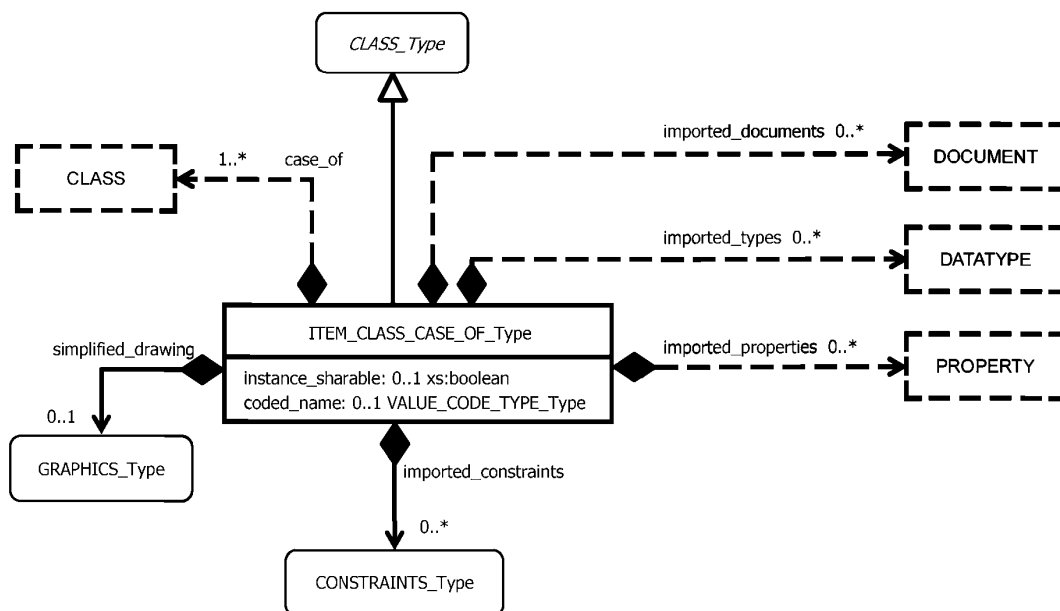 CLASS_Type
imported_documents 0..*
DOCUMENT
1..* case_of
CLASS
imported_types 0..*
DATATYPE
ITEM_CLASS_CASE_OF_Type
simplified_drawing
imported_properties 0..*
PROPERTY
instance_sharable: 0..1 xs:boolean
coded_name: 0..1 VALUE_CODE_TYPE_Type
0..1
GRAPHICS_Type
imported_constraints
0..*
CONSTRAINTS_Type